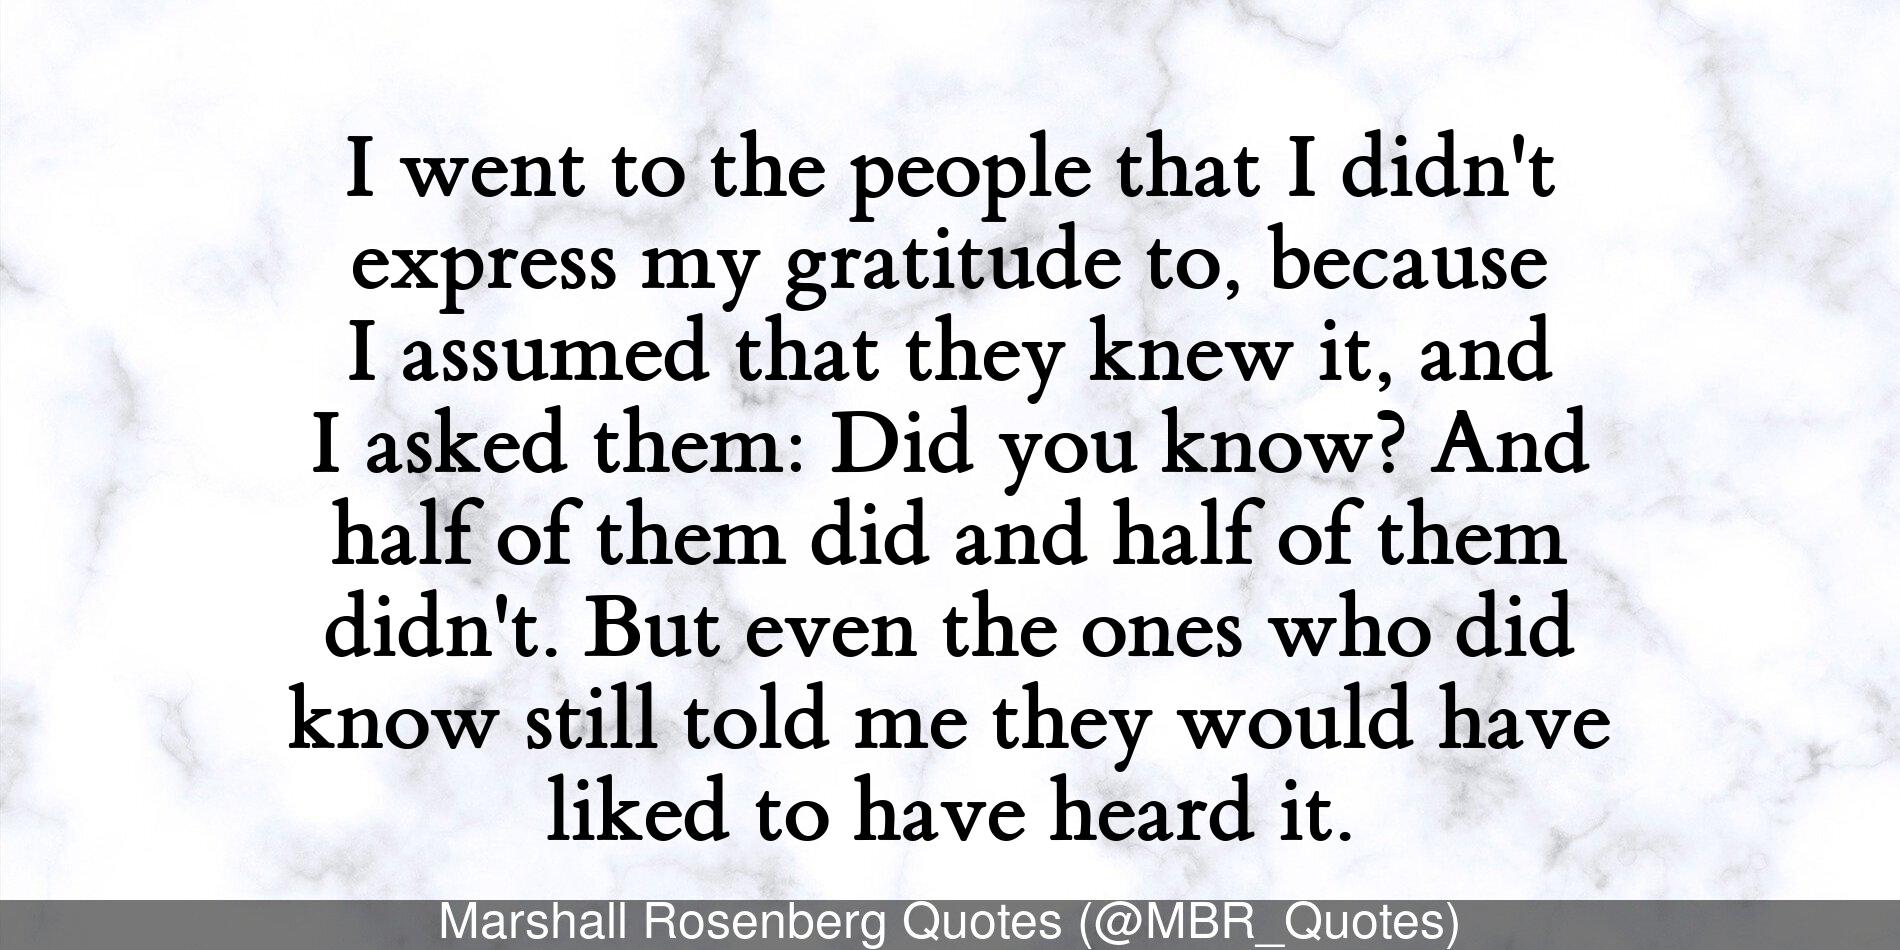 I went to the people that I didn't
express my gratitude to, because
I assumed that they knew it, and
I asked them: Did you know? And
half of them did and half of them
didn't. But even the ones who did
know still told me they would have
liked to have heard it.
Marshall Rosenberg Quotes (@MBR_Quotes)